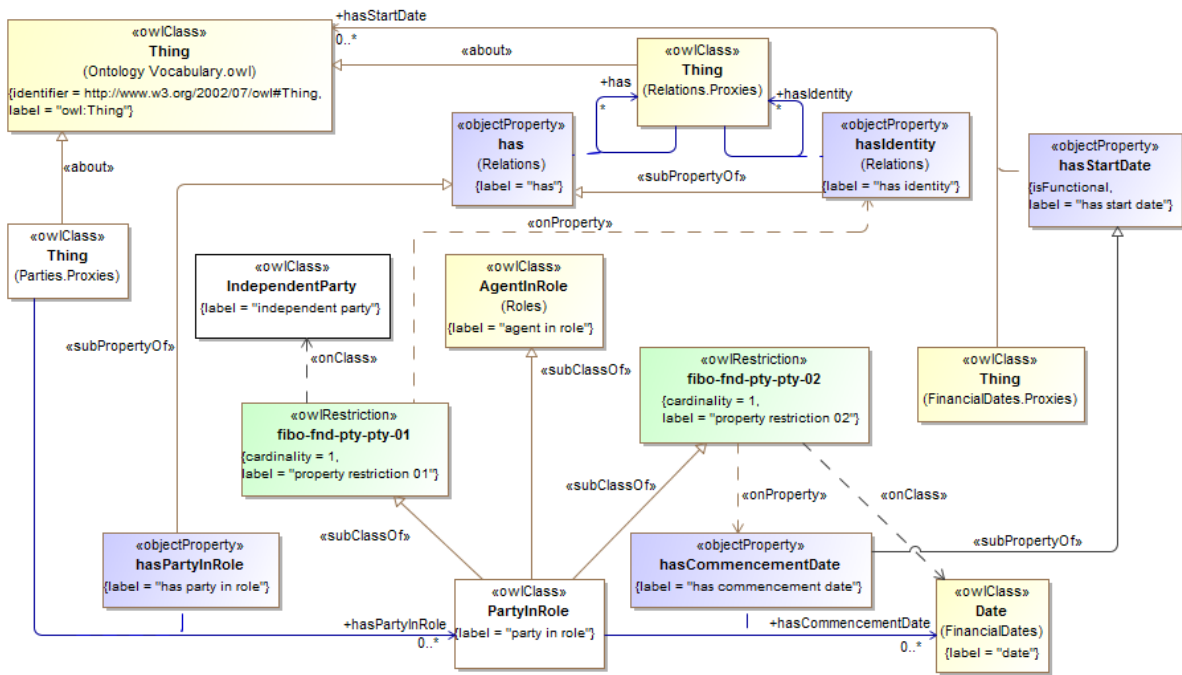 +hasStartDate
0..*
«owlClass»
Thing
(Ontology Vocabulary.owl)
{identifier = http://www.w3.org/2002/07/owl#Thing,
label = "owl:Thing"}
«about»
«owlClass»
Thing
(Relations.Proxies)
+has
*
+hasIdentity
*
«objectProperty»
has
(Relations)
{label = "has"}
«subPropertyOf»
«objectProperty»
hasIdentity
(Relations)
{label = "has identity"}
«objectProperty»
hasStartDate
{isFunctional,
label = "has start date"}
«about»
«onProperty»
«owlClass»
Thing
(Parties.Proxies)
«owlClass»
IndependentParty
{label = "independent party"}
«owlClass»
AgentInRole
(Roles)
{label = "agent in role"}
«subPropertyOf»
«onClass»
«subClassOf»
«owlRestriction»
fibo-fnd-pty-pty-02
{cardinality = 1,
label = "property restriction 02"}
«owlClass»
Thing
(FinancialDates.Proxies)
«owlRestriction»
fibo-fnd-pty-pty-01
{cardinality = 1,
label = "property restriction 01"}
«subClassOf»
«onProperty»
«onClass»
«subClassOf»
«subPropertyOf»
«objectProperty»
hasPartyInRole
{label = "has party in role"}
«objectProperty»
hasCommencementDate
{label = "has commencement date"}
+hasPartyInRole
0..*
«owlClass»
PartyInRole
{label = "party in role"}
+hasCommencementDate
0..*
«owlClass»
Date
(FinancialDates)
{label = "date"}